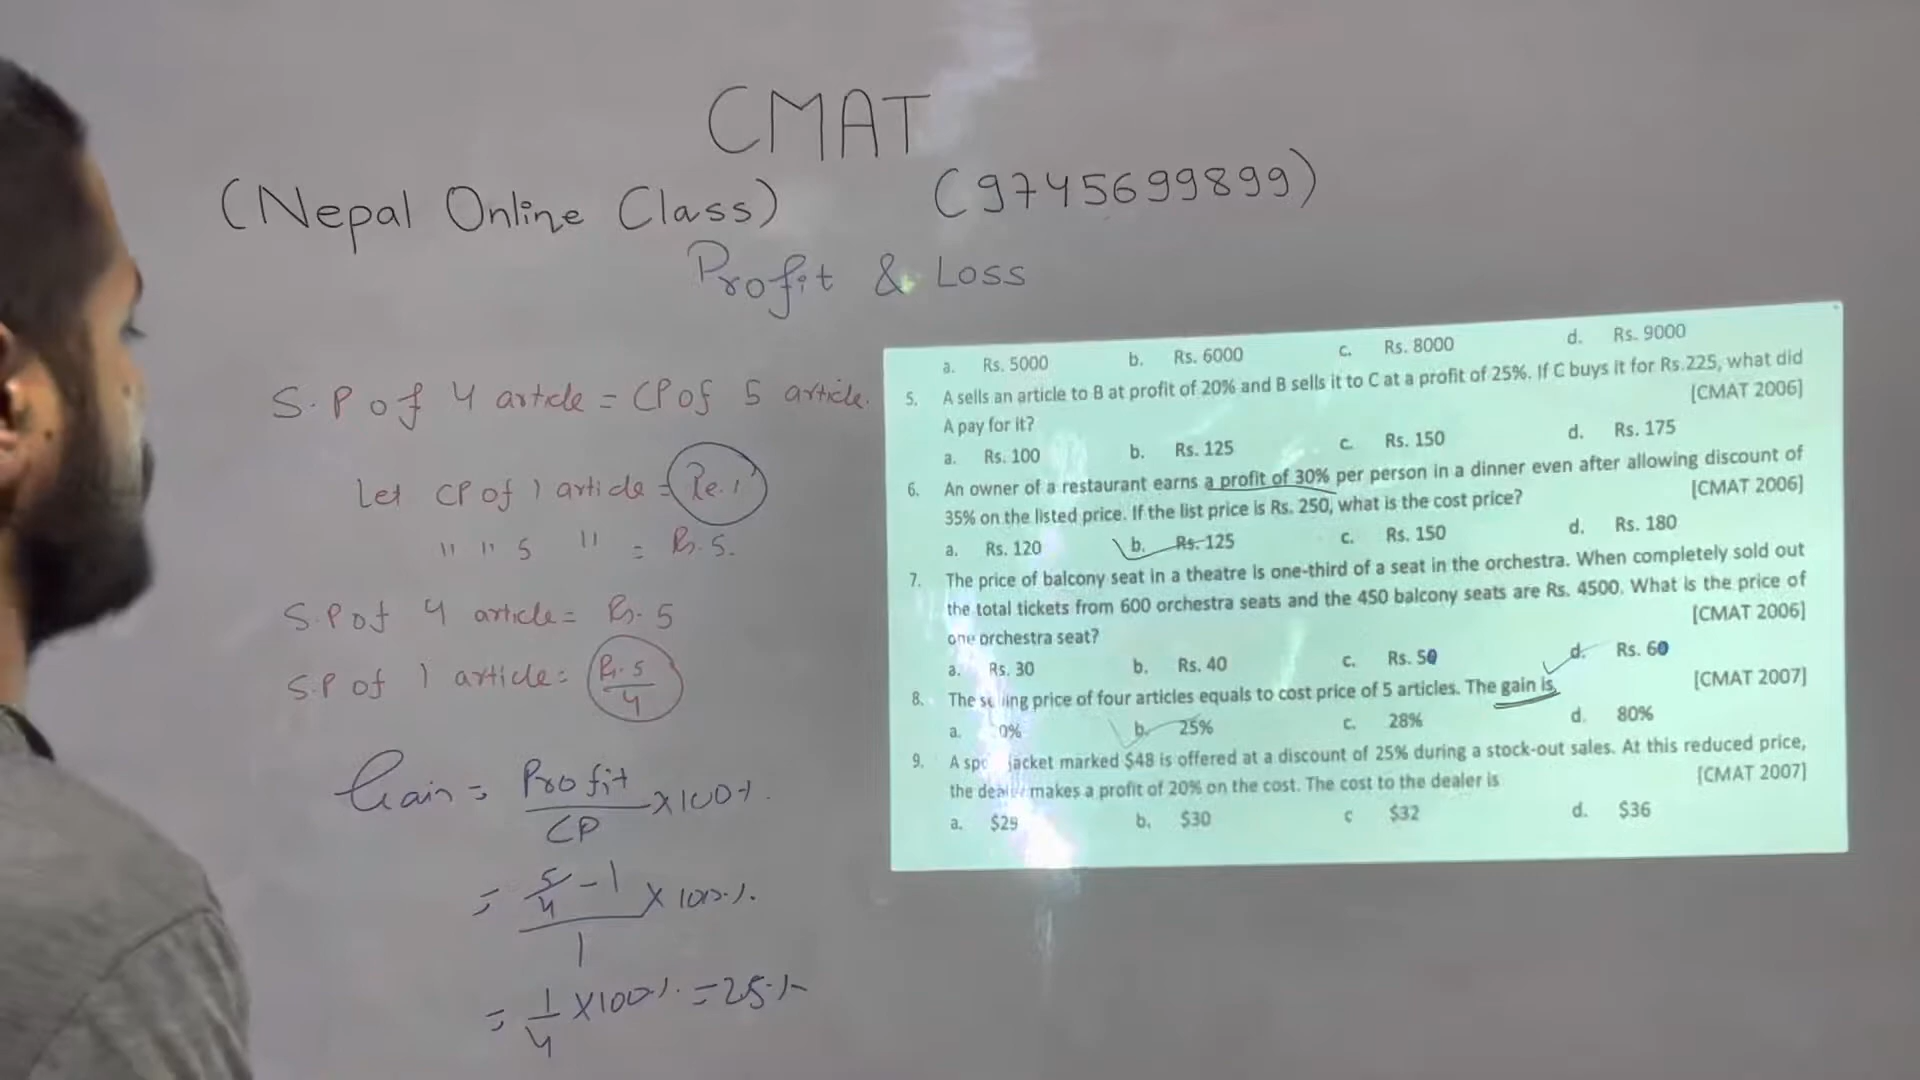 CMAT
(Nepal Online Class) (9745699899)
Profit & Loss
S.P of 4 article = CP of 5 article.
Let CP of 1 article = Re. 1
" " 5 " = Rs. 5.
S.P of 4 article = Rs. 5
S.P of 1 article = Rs. 5/4
Gain = Profit/CP × 100%.
= (5/4 - 1)/1 × 100%.
= 1/4 × 100%. = 25%
a. Rs. 5000 b. Rs. 6000 c. Rs. 8000 d. Rs. 9000
5. A sells an article to B at profit of 20% and B sells it to C at a profit of 25%. If C buys it for Rs.225, what did
A pay for it? [CMAT 2006]
a. Rs. 100 b. Rs. 125 c. Rs. 150 d. Rs. 175
6. An owner of a restaurant earns a profit of 30% per person in a dinner even after allowing discount of
35% on the listed price. If the list price is Rs. 250, what is the cost price? [CMAT 2006]
a. Rs. 120 b. Rs. 125 c. Rs. 150 d. Rs. 180
7. The price of balcony seat in a theatre is one-third of a seat in the orchestra. When completely sold out
the total tickets from 600 orchestra seats and the 450 balcony seats are Rs. 4500. What is the price of
one orchestra seat? [CMAT 2006]
a. Rs. 30 b. Rs. 40 c. Rs. 50 d. Rs. 60
8. The selling price of four articles equals to cost price of 5 articles. The gain is, [CMAT 2007]
a. b. 25% c. 28% d. 80%
9. A jacket marked $48 is offered at a discount of 25% during a stock-out sales. At this reduced price,
the dealer makes a profit of 20% on the cost. The cost to the dealer is [CMAT 2007]
a. $29 b. $30 c $32 d. $36